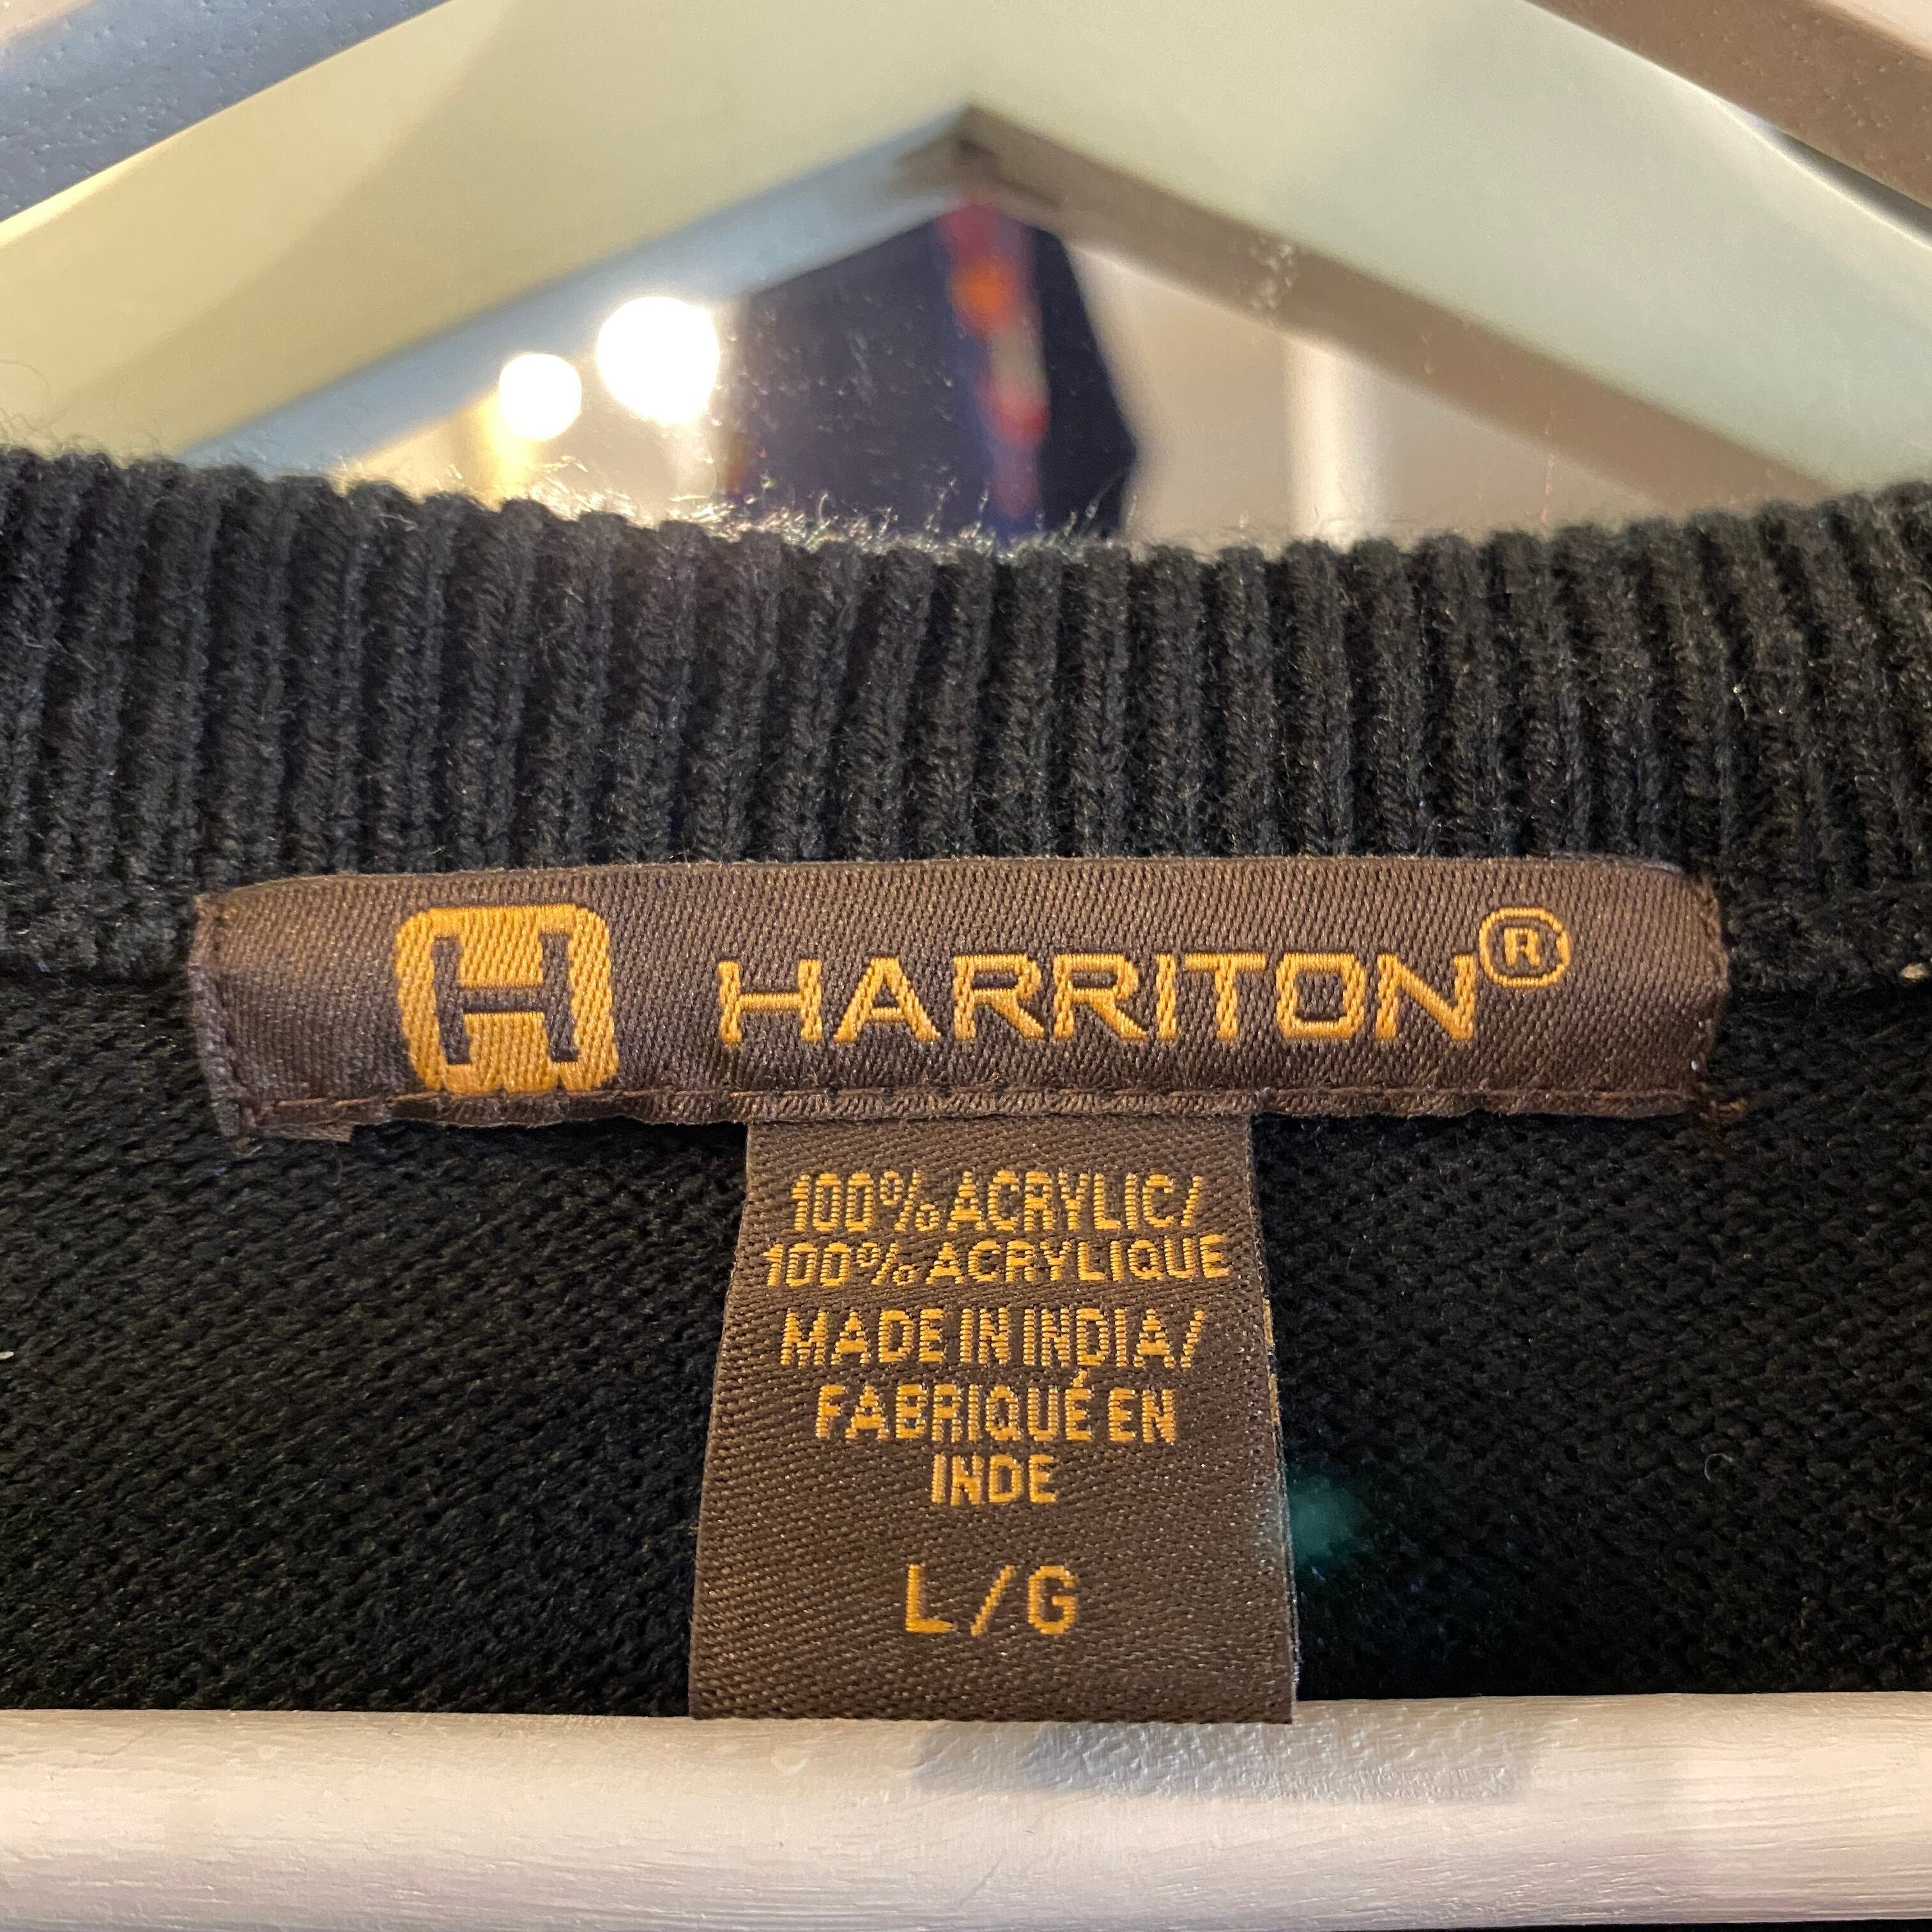 H HARRITON®
100% ACRYLIC/
100% ACRYLIQUE
MADE IN INDIA/
FABRIQUÉ EN
INDE
L/G